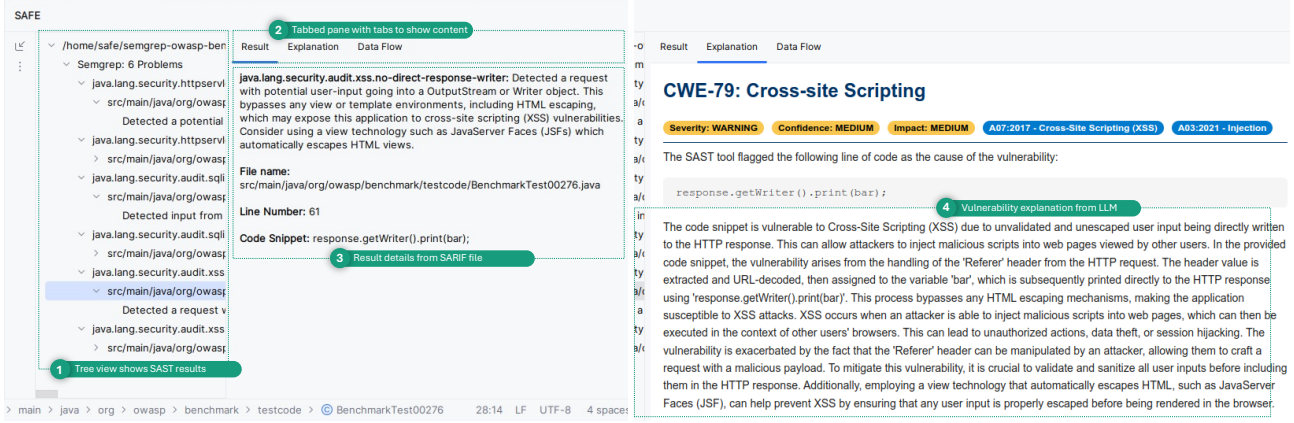 SAFE
2 Tabbed pane with tabs to show content
/home/safe/semgrep-owasp-ben
Semgrep: 6 Problems
java.lang.security.httpservl
src/main/java/org/owasp
Detected a potential
java.lang.security.httpservl
src/main/java/org/owasp
java.lang.security.audit.sqli
src/main/java/org/owasp
Detected input from
java.lang.security.audit.sqli
src/main/java/org/owasp
java.lang.security.audit.xss
src/main/java/org/owasp
Detected a request
java.lang.security.audit.xss
src/main/java/org/owasp
1 Tree view shows SAST results
Result Explanation Data Flow
java.lang.security.audit.xss.no-direct-response-writer: Detected a request
with potential user-input going into a OutputStream or Writer object. This
bypasses any view or template environments, including HTML escaping,
which may expose this application to cross-site scripting (XSS) vulnerabilities.
Consider using a view technology such as JavaServer Faces (JSFs) which
automatically escapes HTML views.
File name:
src/main/java/org/owasp/benchmark/testcode/BenchmarkTest00276.java
Line Number: 61
Code Snippet: response.getWriter().print(bar);
3 Result details from SARIF file
> main > java > org > owasp > benchmark > testcode > © BenchmarkTest00276 28:14 LF UTF-8 4 spaces
Result Explanation Data Flow
CWE-79: Cross-site Scripting
Severity: WARNING Confidence: MEDIUM Impact: MEDIUM A07:2017 - Cross-Site Scripting (XSS) A03:2021 - Injection
The SAST tool flagged the following line of code as the cause of the vulnerability:
response.getWriter().print(bar);
4 Vulnerability explanation from LLM
The code snippet is vulnerable to Cross-Site Scripting (XSS) due to unvalidated and unescaped user input being directly written
to the HTTP response. This can allow attackers to inject malicious scripts into web pages viewed by other users. In the provided
code snippet, the vulnerability arises from the handling of the 'Referer' header from the HTTP request. The header value is
extracted and URL-decoded, then assigned to the variable 'bar', which is subsequently printed directly to the HTTP response
using 'response.getWriter().print(bar)'. This process bypasses any HTML escaping mechanisms, making the application
susceptible to XSS attacks. XSS occurs when an attacker is able to inject malicious scripts into web pages, which can then be
executed in the context of other users' browsers. This can lead to unauthorized actions, data theft, or session hijacking. The
vulnerability is exacerbated by the fact that the 'Referer' header can be manipulated by an attacker, allowing them to craft a
request with a malicious payload. To mitigate this vulnerability, it is crucial to validate and sanitize all user inputs before including
them in the HTTP response. Additionally, employing a view technology that automatically escapes HTML, such as JavaServer
Faces (JSF), can help prevent XSS by ensuring that any user input is properly escaped before being rendered in the browser.